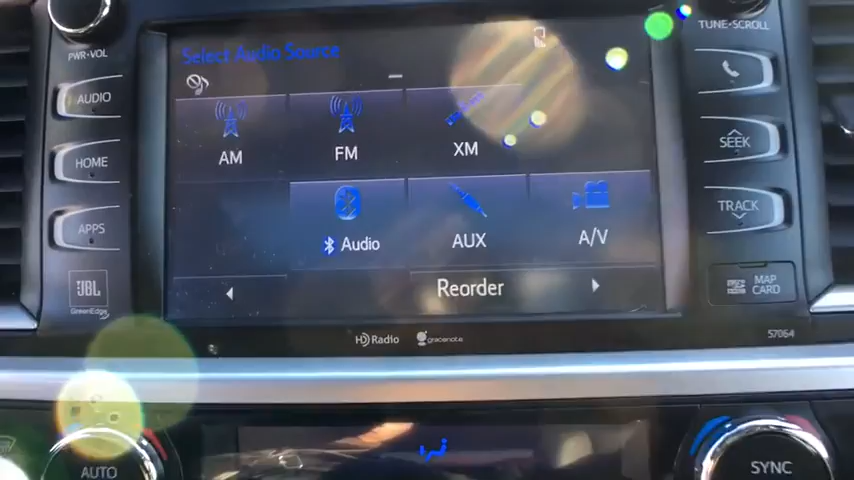 PWR•VOL
Select Audio Source
TUNE•SCROLL
AUDIO
HOME
APPS
AM
FM
XM
Audio
AUX
A/V
Reorder
SEEK
TRACK
MAP
CARD
JBL
GreenEdge
HD Radio
gracenote
57064
AUTO
SYNC